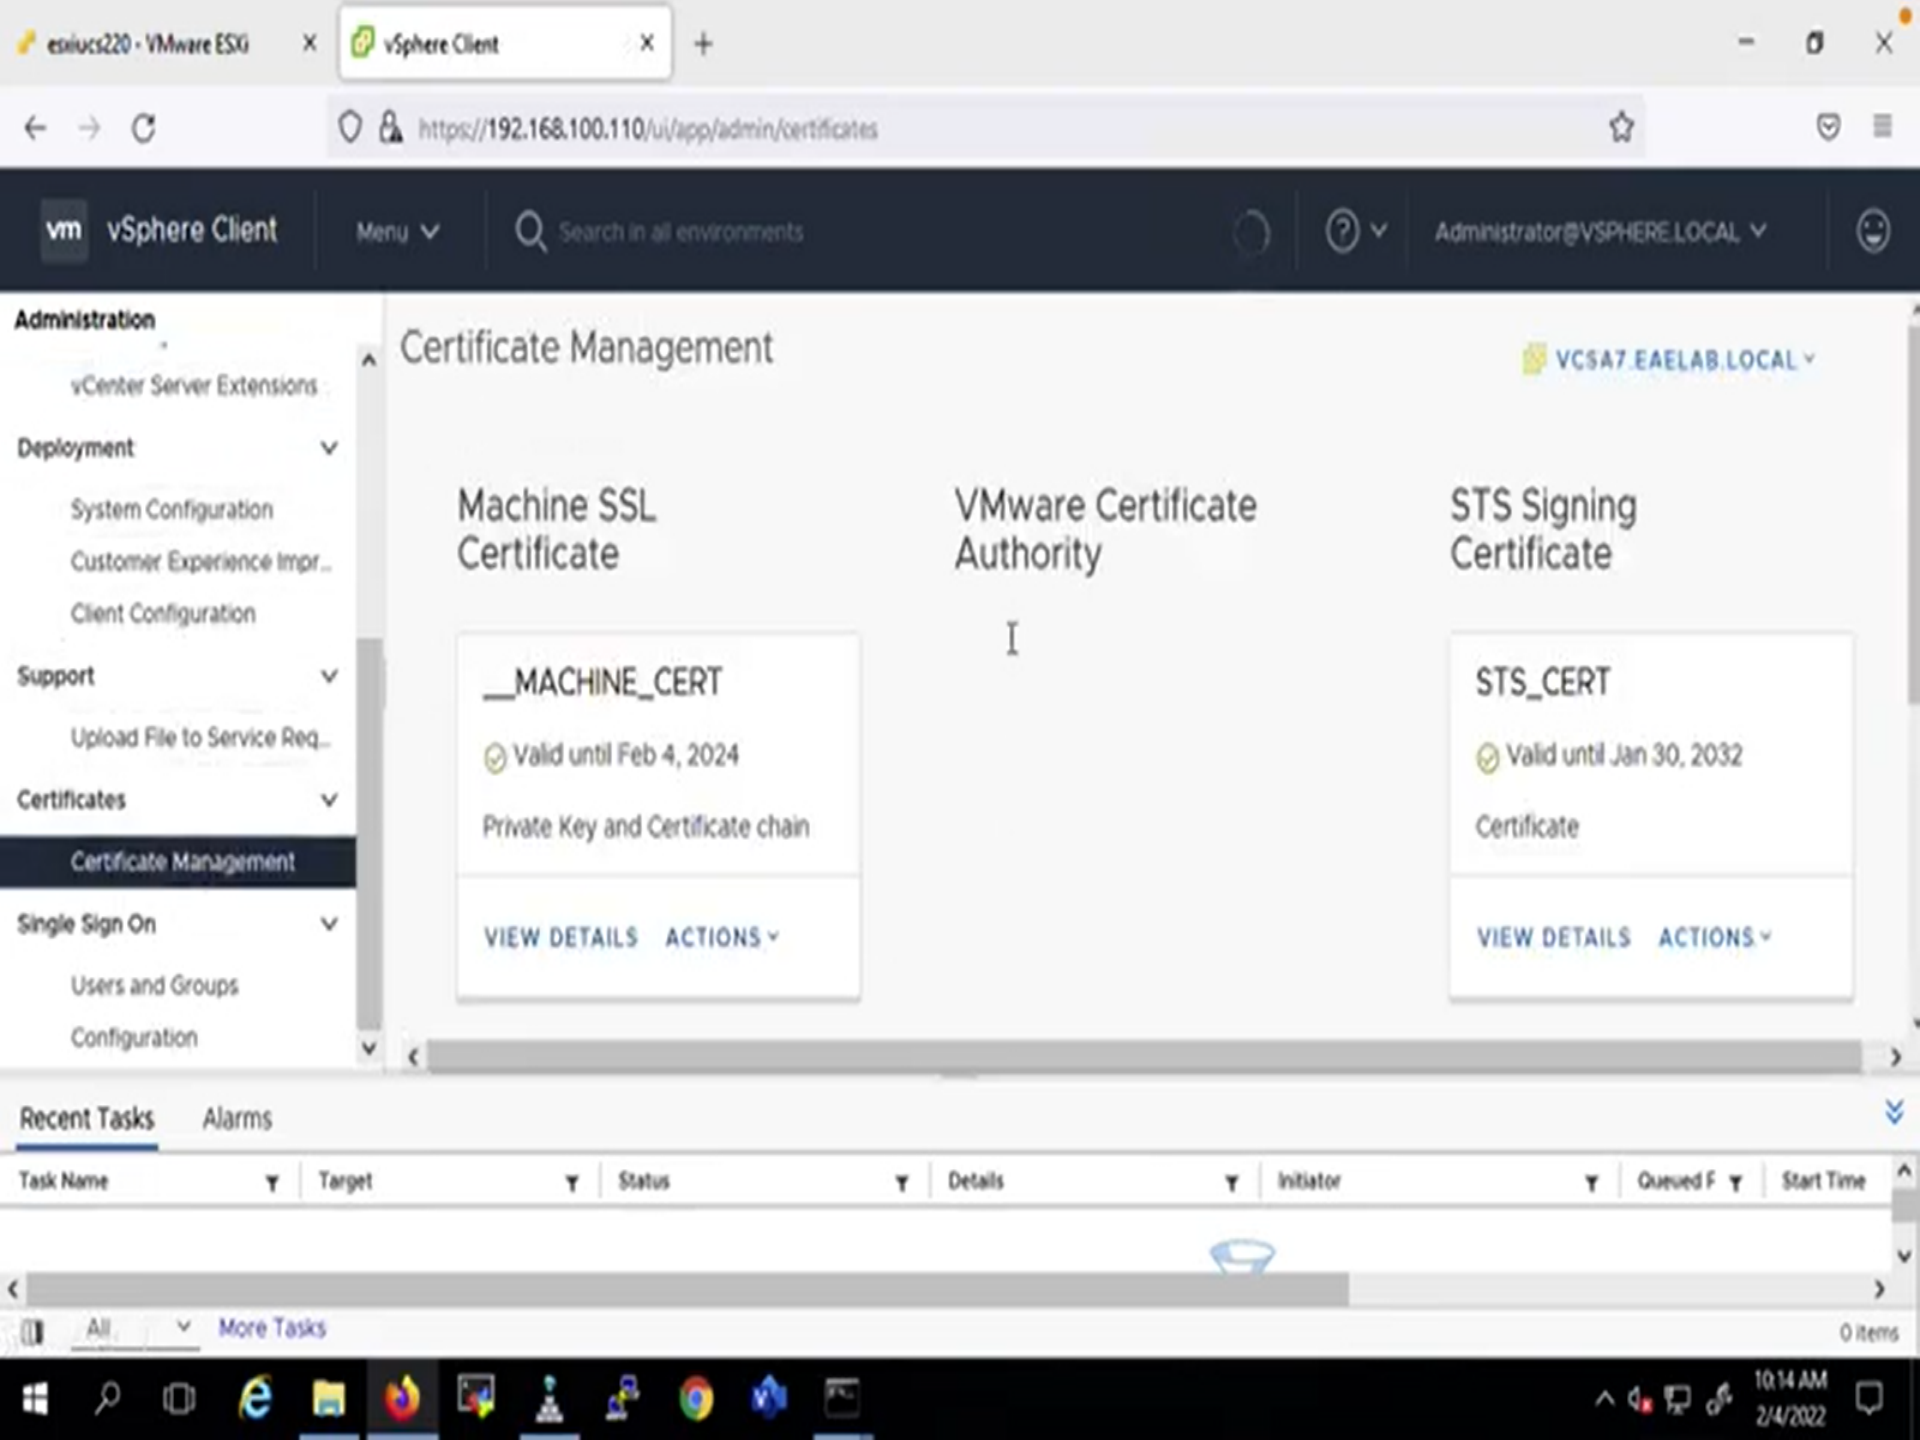 esxiucs220 - VMware ESXi
vSphere Client
https://192.168.100.110/ui/app/admin/certificates
vm vSphere Client Menu Search in all environments Administrator@VSPHERE.LOCAL
Administration
vCenter Server Extensions
Deployment
System Configuration
Customer Experience Impr...
Client Configuration
Support
Upload File to Service Req...
Certificates
Certificate Management
Single Sign On
Users and Groups
Configuration
Certificate Management
VCSA7.EAELAB.LOCAL
Machine SSL
Certificate
__MACHINE_CERT
Valid until Feb 4, 2024
Private Key and Certificate chain
VIEW DETAILS ACTIONS
VMware Certificate
Authority
STS Signing
Certificate
STS_CERT
Valid until Jan 30, 2032
Certificate
VIEW DETAILS ACTIONS
Recent Tasks Alarms
Task Name Target Status Details Initiator Queued F Start Time
All More Tasks 0 items
10:14 AM
2/4/2022